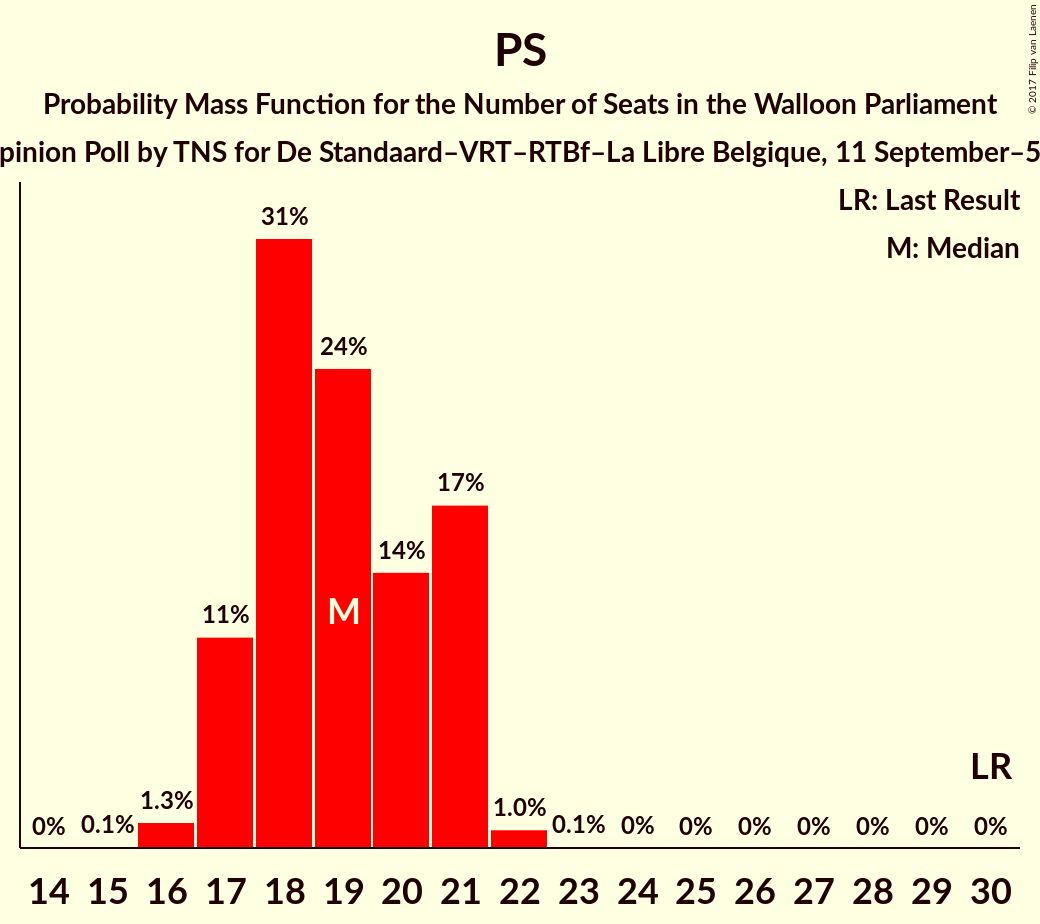 PS
Probability Mass Function for the Number of Seats in the Walloon Parliament
pinion Poll by TNS for De Standaard–VRT–RTBf–La Libre Belgique, 11 September–5
© 2017 Filip van Laenen
LR: Last Result
M: Median
31%
24%
17%
14%
11%
M
LR
1.3%
1.0%
0% 0.1% 0.1% 0% 0% 0% 0% 0% 0% 0%
14 15 16 17 18 19 20 21 22 23 24 25 26 27 28 29 30